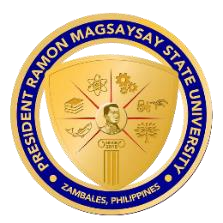 PRESIDENT RAMON MAGSAYSAY STATE UNIVERSITY
ZAMBALES, PHILIPPINES